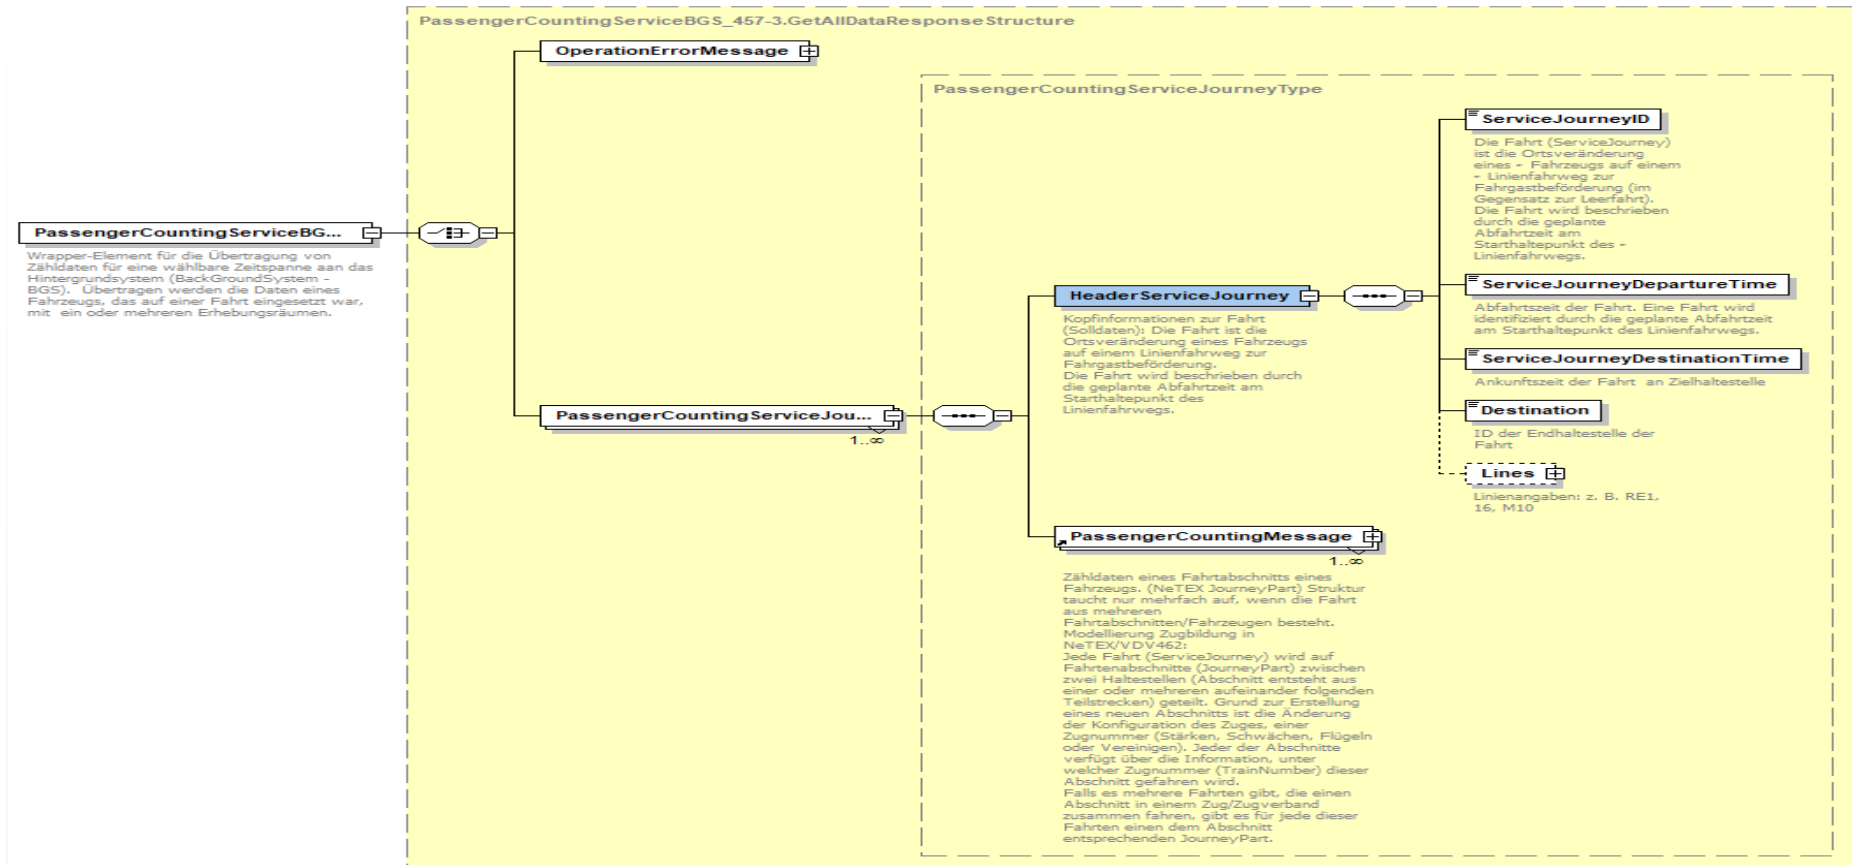 PassengerCountingServiceBGS_457-3.GetAllDataResponseStructure
OperationErrorMessage
PassengerCountingServiceJourneyType
ServiceJourneyID
Die Fahrt (ServiceJourney)
ist die Ortsveränderung
eines - Fahrzeugs auf einem
- Linienfahrweg zur
Fahrgastbeförderung (im
Gegensatz zur Leerfahrt).
Die Fahrt wird beschrieben
durch die geplante
Abfahrtzeit am
Starthaltepunkt des -
Linienfahrwegs.
PassengerCountingServiceBG...
Wrapper-Element für die Übertragung von
Zähldaten für eine wählbare Zeitspanne aan das
Hintergrundsystem (BackGroundSystem -
BGS). Übertragen werden die Daten eines
Fahrzeugs, das auf einer Fahrt eingesetzt war,
mit ein oder mehreren Erhebungsräumen.
HeaderServiceJourney
Kopfinformationen zur Fahrt
(Solldaten): Die Fahrt ist die
Ortsveränderung eines Fahrzeugs
auf einem Linienfahrweg zur
Fahrgastbeförderung.
Die Fahrt wird beschrieben durch
die geplante Abfahrtzeit am
Starthaltepunkt des
Linienfahrwegs.
ServiceJourneyDepartureTime
Abfahrtszeit der Fahrt. Eine Fahrt wird
identifiziert durch die geplante Abfahrtzeit
am Starthaltepunkt des Linienfahrwegs.
ServiceJourneyDestinationTime
Ankunftszeit der Fahrt an Zielhaltestelle
Destination
ID der Endhaltestelle der
Fahrt
Lines
Linienangaben: z. B. RE1,
16, M10
PassengerCountingServiceJou...
1..∞
PassengerCountingMessage
1..∞
Zähldaten eines Fahrtabschnitts eines
Fahrzeugs. (NeTEX JourneyPart) Struktur
taucht nur mehrfach auf, wenn die Fahrt
aus mehreren
Fahrtabschnitten/Fahrzeugen besteht.
Modellierung Zugbildung in
NeTEX/VDV462:
Jede Fahrt (ServiceJourney) wird auf
Fahrtenabschnitte (JourneyPart) zwischen
zwei Haltestellen (Abschnitt entsteht aus
einer oder mehreren aufeinander folgenden
Teilstrecken) geteilt. Grund zur Erstellung
eines neuen Abschnitts ist die Änderung
der Konfiguration des Zuges, einer
Zugnummer (Stärken, Schwächen, Flügeln
oder Vereinigen). Jeder der Abschnitte
verfügt über die Information, unter
welcher Zugnummer (TrainNumber) dieser
Abschnitt gefahren wird.
Falls es mehrere Fahrten gibt, die einen
Abschnitt in einem Zug/Zugverband
zusammen fahren, gibt es für jede dieser
Fahrten einen dem Abschnitt
entsprechenden JourneyPart.